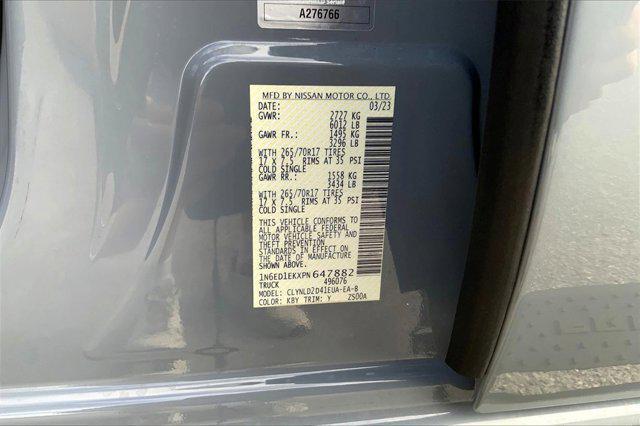 A276766
MFD BY NISSAN MOTOR CO., LTD.
DATE: 03/23
GVWR: 2727 KG
6012 LB
GAWR FR.: 1495 KG
3296 LB
WITH 265/70R17 TIRES
17 X 7.5 RIMS AT 35 PSI
COLD SINGLE
GAWR RR.: 1558 KG
3434 LB
WITH 265/70R17 TIRES
17 X 7.5 RIMS AT 35 PSI
COLD SINGLE
THIS VEHICLE CONFORMS TO
ALL APPLICABLE FEDERAL
MOTOR VEHICLE SAFETY AND
THEFT PREVENTION
STANDARDS IN EFFECT ON
THE DATE OF MANUFACTURE
SHOWN ABOVE.
1N6ED1EKXPN647882
TRUCK 496076
MODEL: CLYNLD2D41EUA-EA-B
COLOR: KBY TRIM: Y ZS00A